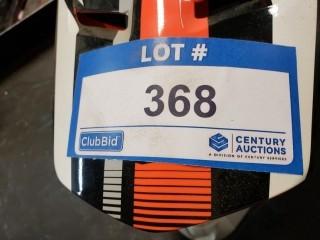 LOT #
368
ClubBid
CENTURY
AUCTIONS
A DIVISION OF CENTURY SERVICES